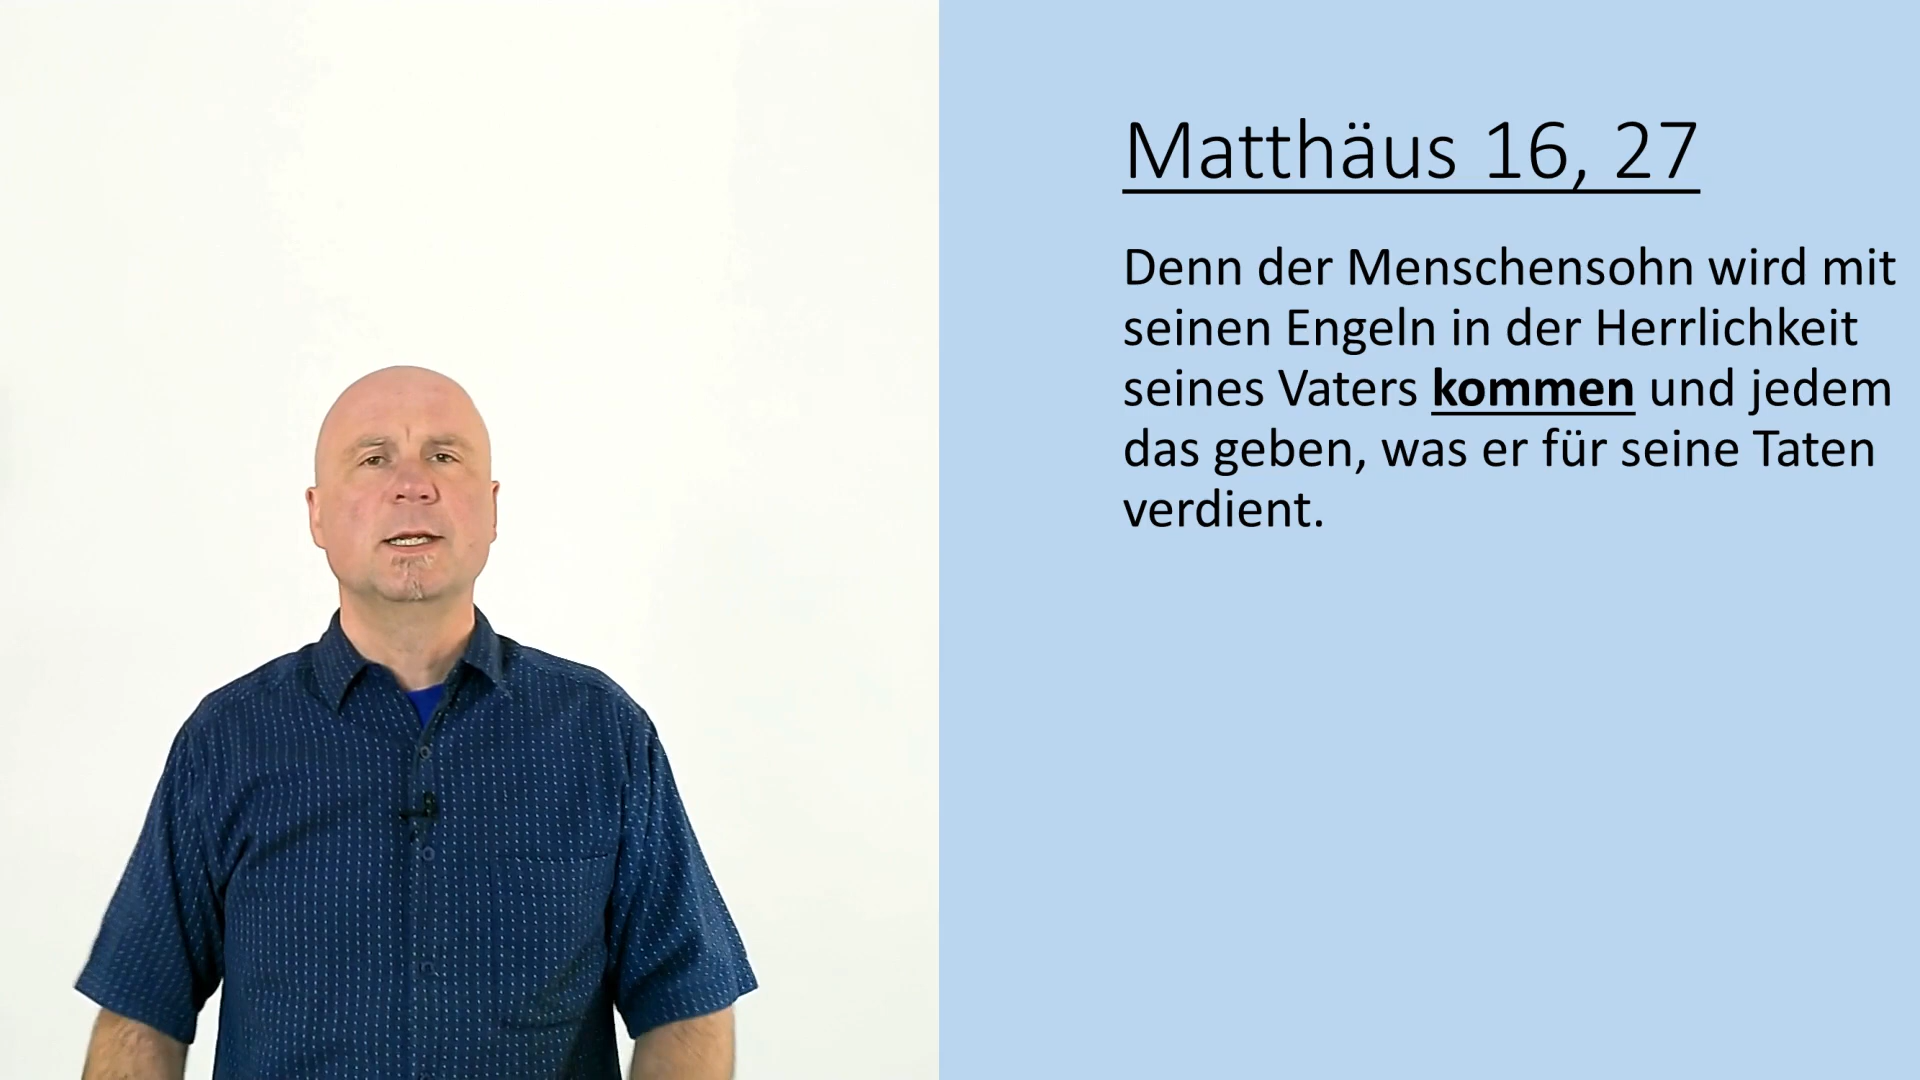 Matthäus 16, 27
Denn der Menschensohn wird mit
seinen Engeln in der Herrlichkeit
seines Vaters kommen und jedem
das geben, was er für seine Taten
verdient.